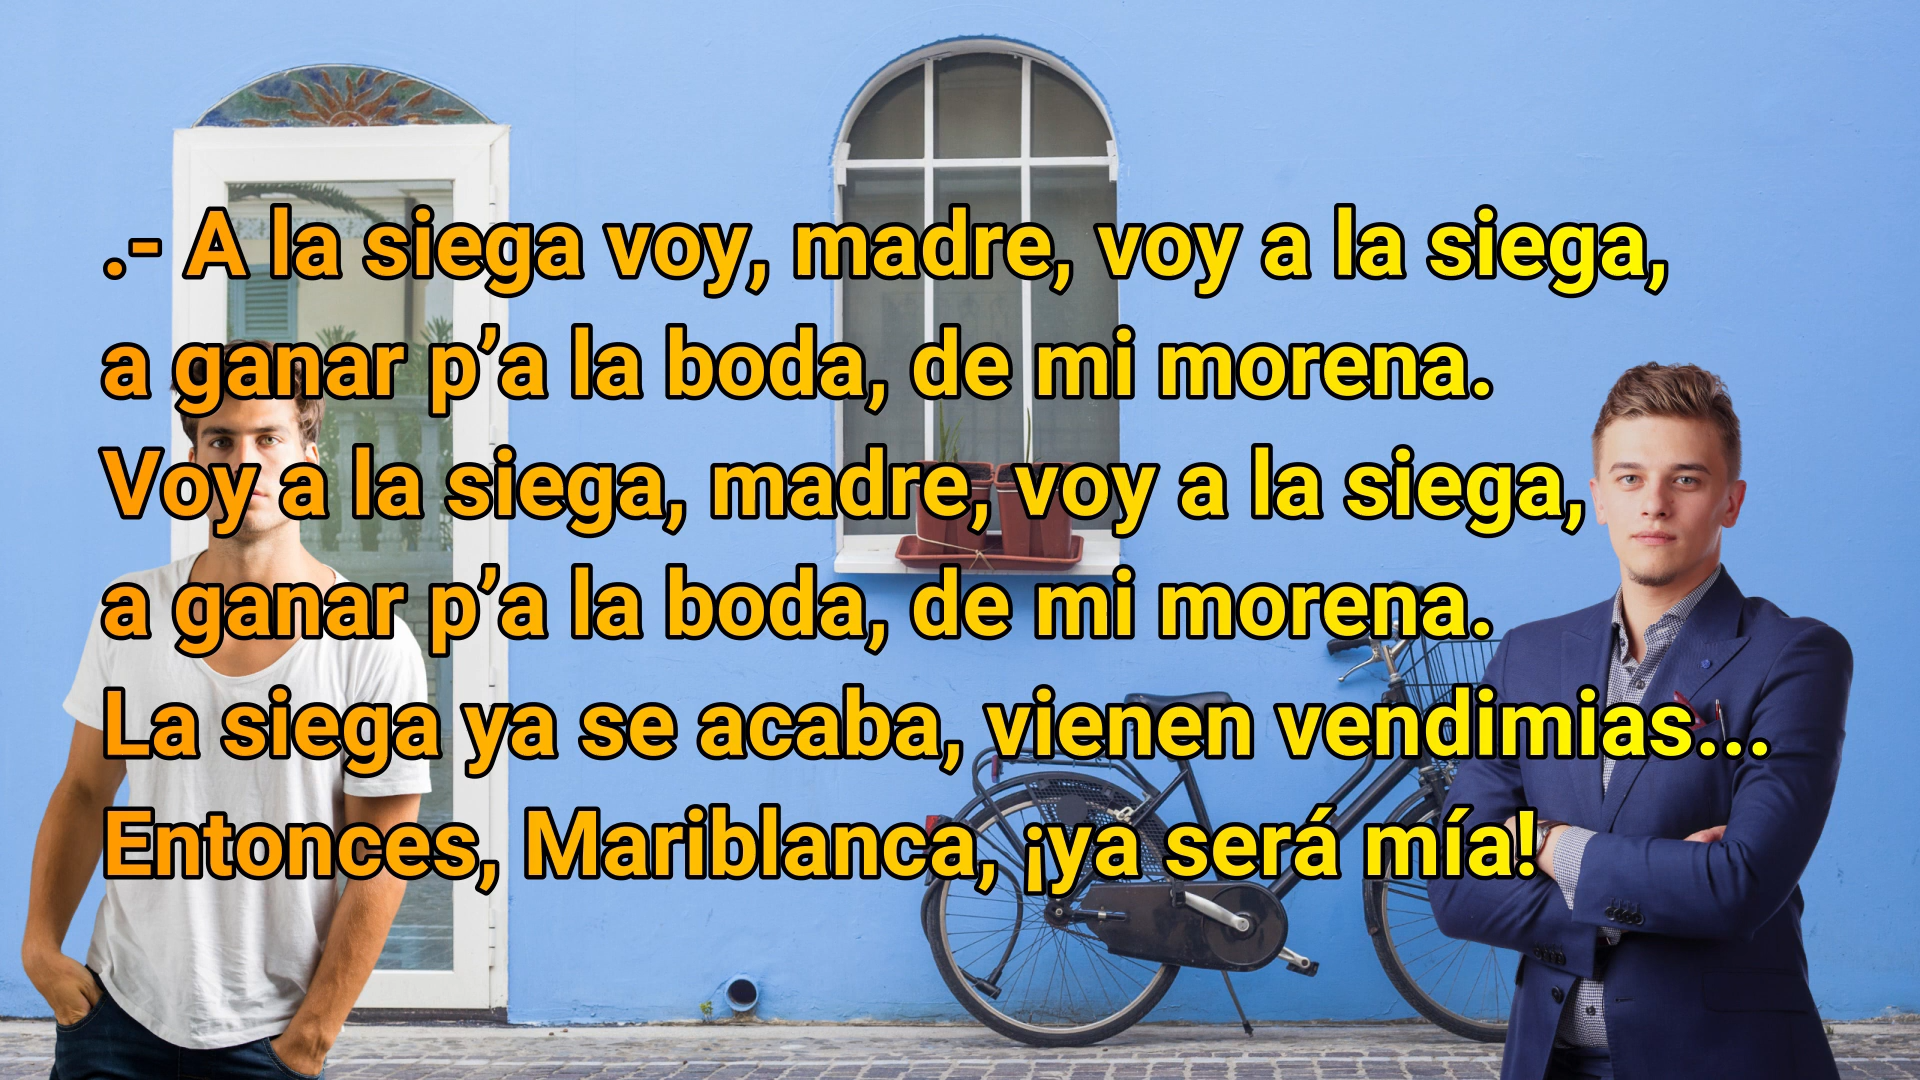 .- A la siega voy, madre, voy a la siega,
a ganar p’a la boda, de mi morena.
Voy a la siega, madre, voy a la siega,
a ganar p’a la boda, de mi morena.
La siega ya se acaba, vienen vendimias...
Entonces, Mariblanca, ¡ya será mía!